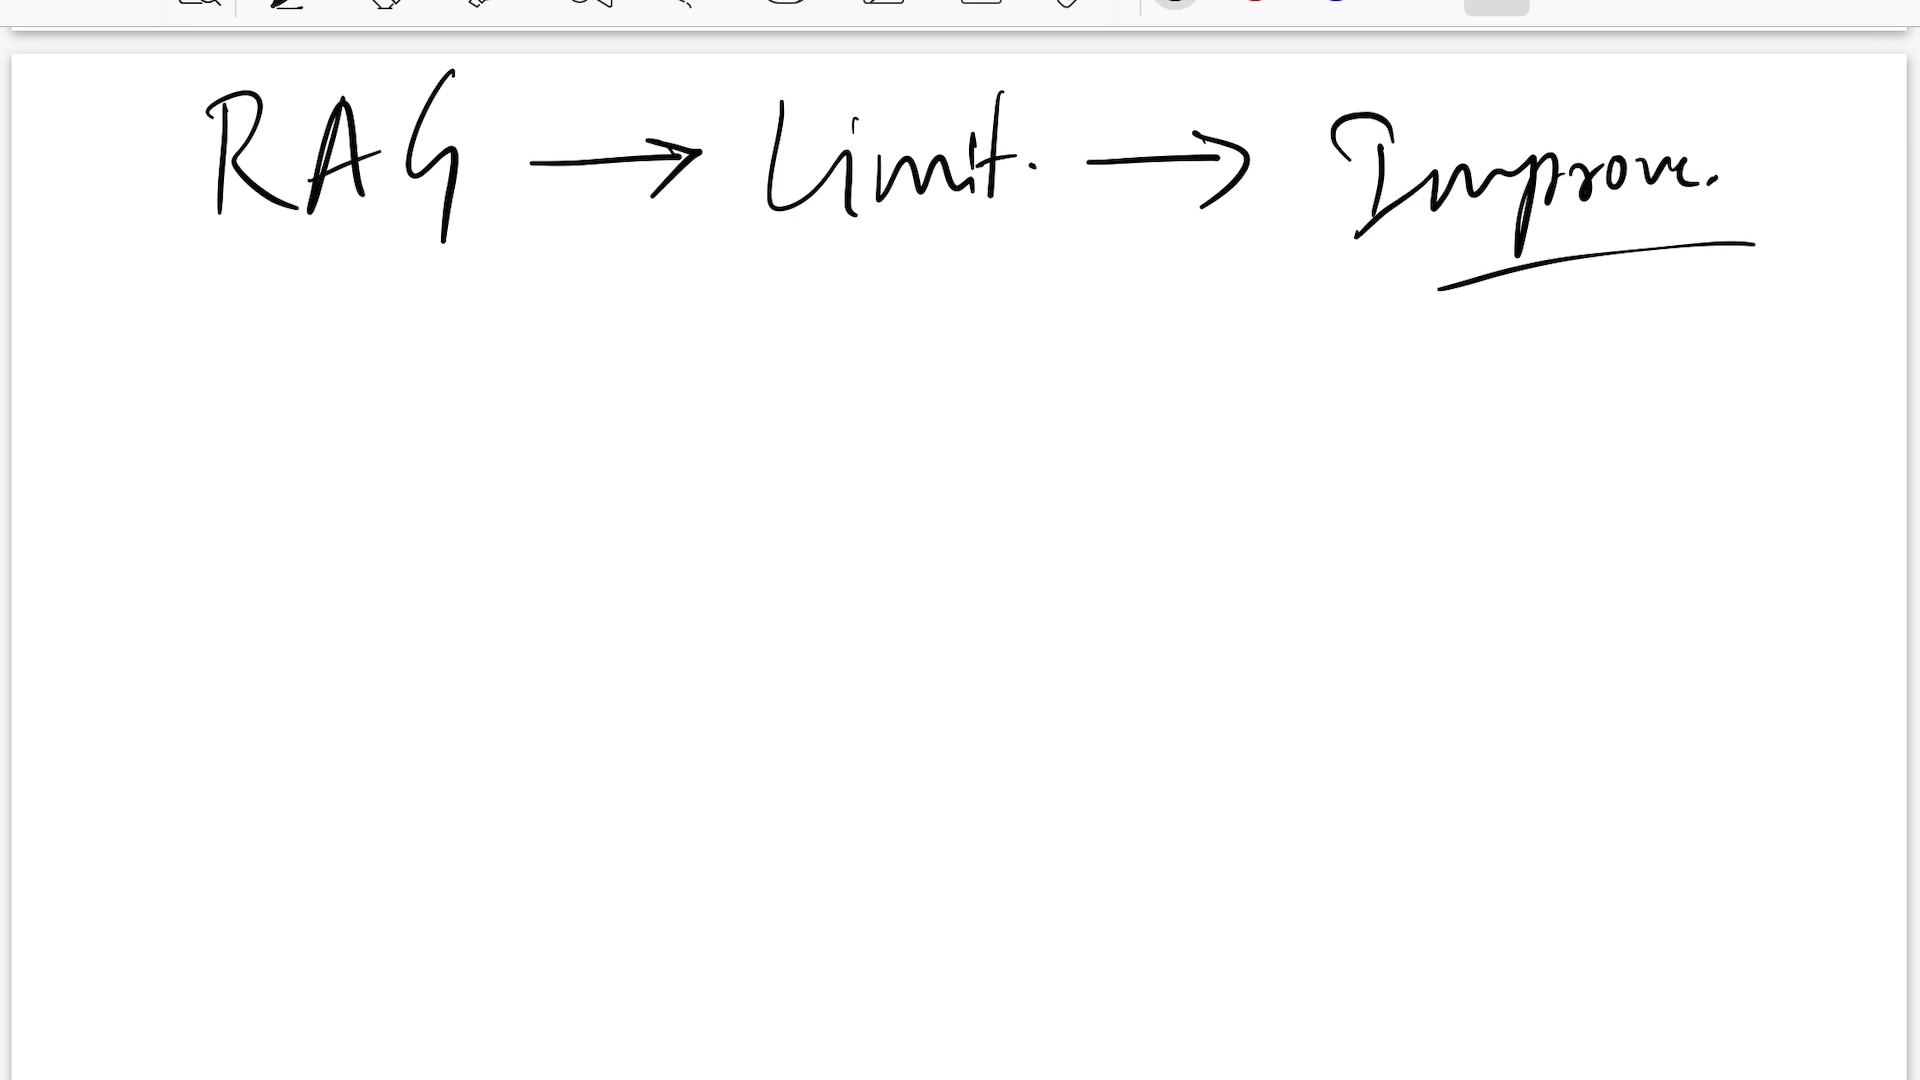 RAG → Limit. → Improve.